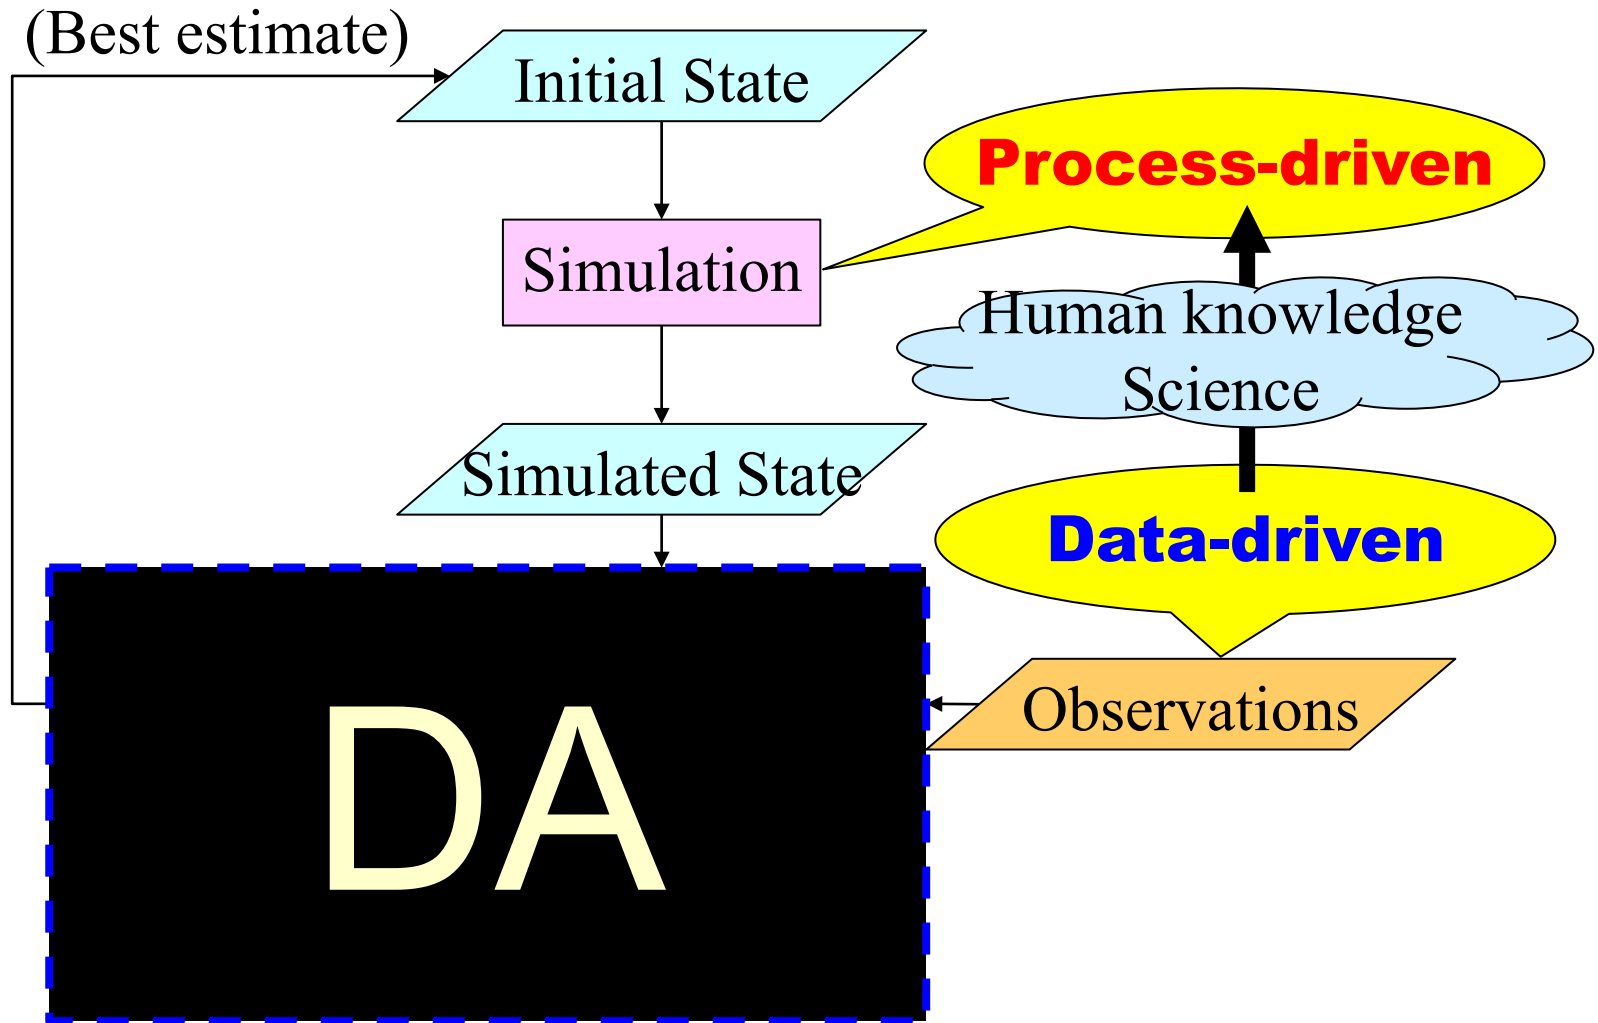 (Best estimate)
Initial State
Process-driven
Simulation
Human knowledge
Science
Simulated State
Data-driven
Observations
DA